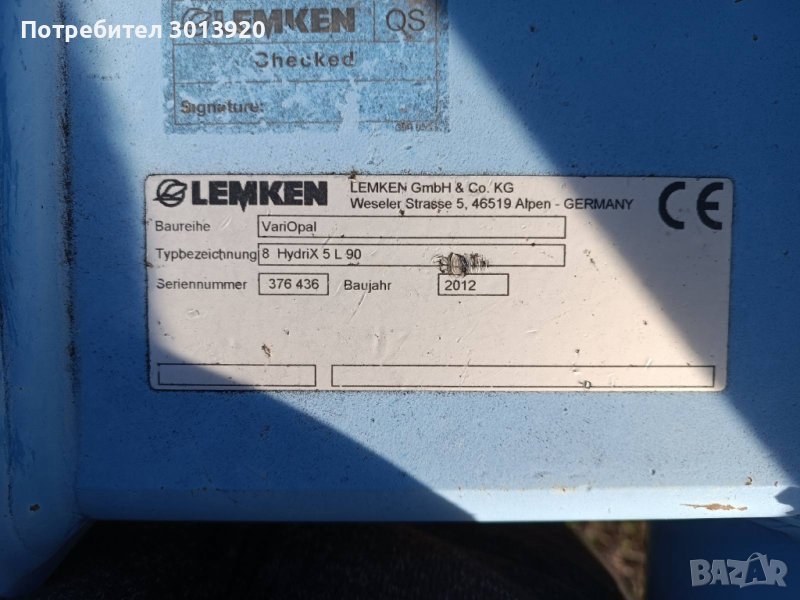 Потребител 3013920
LEMKEN QS
Checked
Signature:
LEMKEN
LEMKEN GmbH & Co. KG
Weseler Strasse 5, 46519 Alpen - GERMANY
CE
Baureihe VariOpal
Typbezeichnung 8 HydriX 5 L 90
Seriennummer 376 436 Baujahr 2012
BAZAR